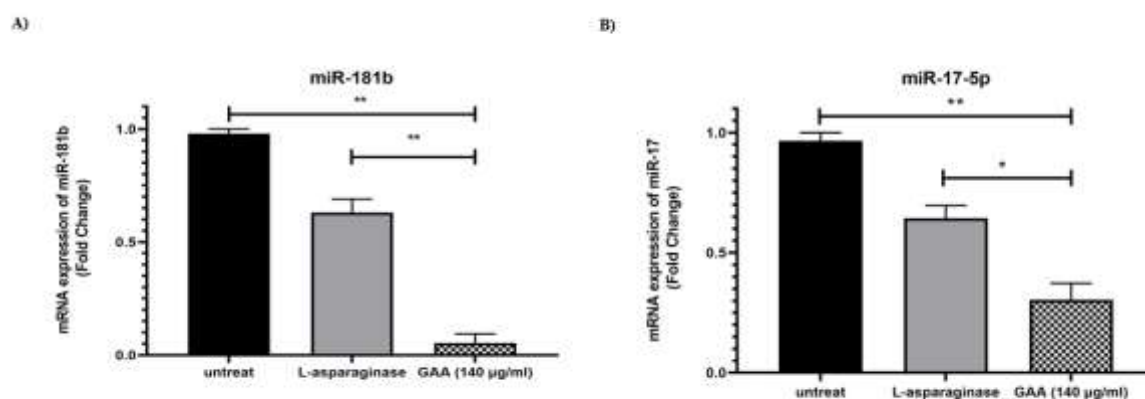 A)
miR-181b
**
**
mRNA expression of miR-181b
(Fold Change)
1.0
0.5
0.0
untreat L-asparaginase GAA (140 µg/ml)
B)
miR-17-5p
**
*
mRNA expression of miR-17
(Fold Change)
1.0
0.5
0.0
untreat L-asparaginase GAA (140 µg/ml)